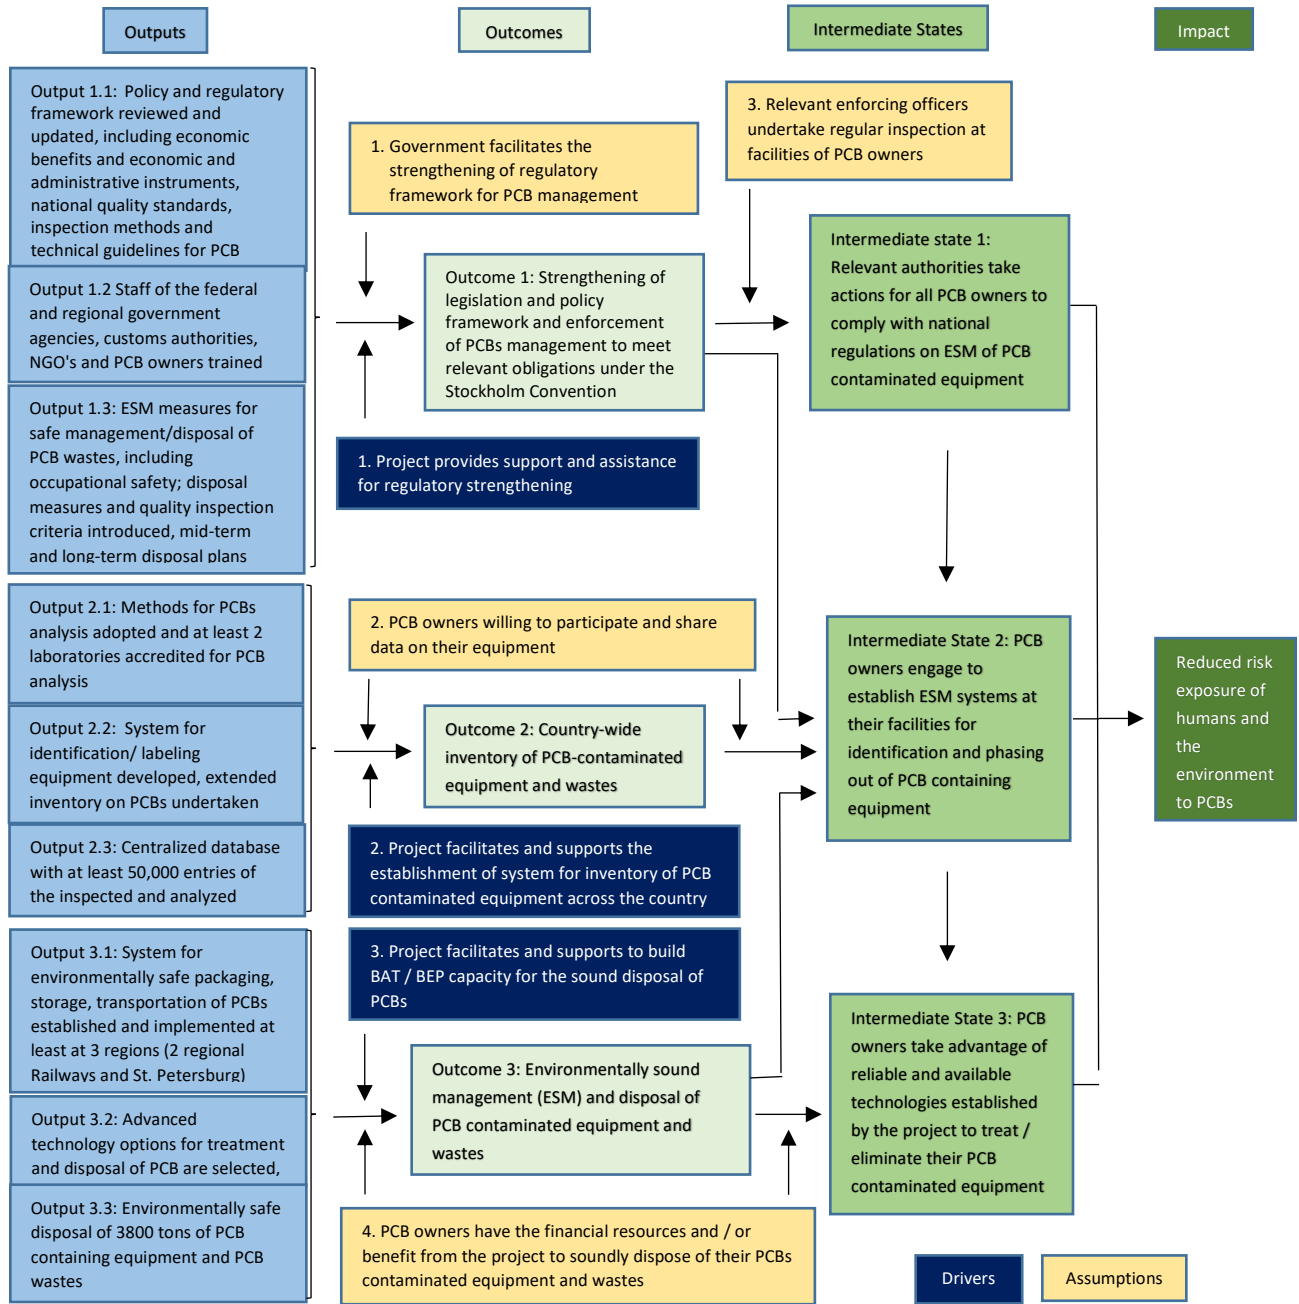 Outputs
Outcomes
Intermediate States
Impact
Output 1.1: Policy and regulatory
framework reviewed and
updated, including economic
benefits and economic and
administrative instruments,
national quality standards,
inspection methods and
technical guidelines for PCB
Output 1.2 Staff of the federal
and regional government
agencies, customs authorities,
NGO's and PCB owners trained
Output 1.3: ESM measures for
safe management/disposal of
PCB wastes, including
occupational safety; disposal
measures and quality inspection
criteria introduced, mid-term
and long-term disposal plans
Output 2.1: Methods for PCBs
analysis adopted and at least 2
laboratories accredited for PCB
analysis
Output 2.2: System for
identification/ labeling
equipment developed, extended
inventory on PCBs undertaken
Output 2.3: Centralized database
with at least 50,000 entries of
the inspected and analyzed
Output 3.1: System for
environmentally safe packaging,
storage, transportation of PCBs
established and implemented at
least at 3 regions (2 regional
Railways and St. Petersburg)
Output 3.2: Advanced
technology options for treatment
and disposal of PCB are selected,
Output 3.3: Environmentally safe
disposal of 3800 tons of PCB
containing equipment and PCB
wastes
1. Government facilitates the
strengthening of regulatory
framework for PCB management
Outcome 1: Strengthening of
legislation and policy
framework and enforcement
of PCBs management to meet
relevant obligations under the
Stockholm Convention
1. Project provides support and assistance
for regulatory strengthening
2. PCB owners willing to participate and share
data on their equipment
Outcome 2: Country-wide
inventory of PCB-contaminated
equipment and wastes
2. Project facilitates and supports the
establishment of system for inventory of PCB
contaminated equipment across the country
3. Project facilitates and supports to build
BAT / BEP capacity for the sound disposal of
PCBs
Outcome 3: Environmentally sound
management (ESM) and disposal of
PCB contaminated equipment and
wastes
4. PCB owners have the financial resources and / or
benefit from the project to soundly dispose of their PCBs
contaminated equipment and wastes
3. Relevant enforcing officers
undertake regular inspection at
facilities of PCB owners
Intermediate state 1:
Relevant authorities take
actions for all PCB owners to
comply with national
regulations on ESM of PCB
contaminated equipment
Intermediate State 2: PCB
owners engage to
establish ESM systems at
their facilities for
identification and phasing
out of PCB containing
equipment
Intermediate State 3: PCB
owners take advantage of
reliable and available
technologies established
by the project to treat /
eliminate their PCB
contaminated equipment
Reduced risk
exposure of
humans and
the
environment
to PCBs
Drivers
Assumptions